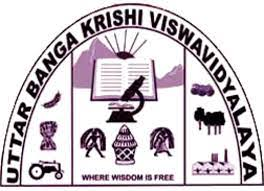 UTTAR BANGA KRISHI VISWAVIDYALAYA
WHERE WISDOM IS FREE